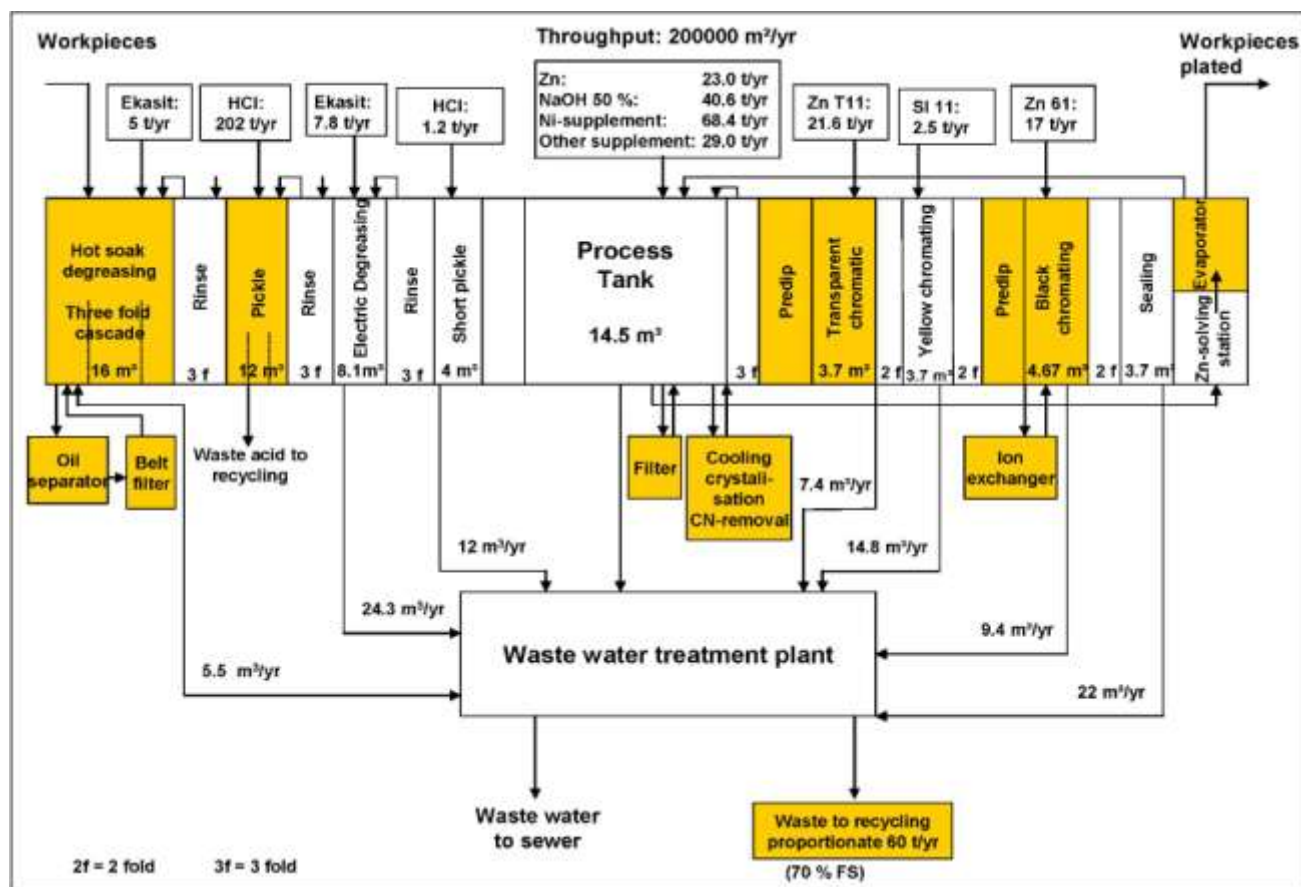 Workpieces
Throughput: 200000 m²/yr
Workpieces
plated
Ekasit:
5 t/yr
HCl:
202 t/yr
Ekasit:
7.8 t/yr
HCl:
1.2 t/yr
Zn: 23.0 t/yr
NaOH 50 %: 40.6 t/yr
Ni-supplement: 68.4 t/yr
Other supplement: 29.0 t/yr
Zn T11:
21.6 t/yr
Sl 11:
2.5 t/yr
Zn 61:
17 t/yr
Hot soak
degreasing
Three fold
cascade
16 m³
Rinse
3 f
Pickle
12 m³
Rinse
3 f
Electric Degreasing
8.1m³
Rinse
3 f
Short pickle
4 m³
Process
Tank
14.5 m³
3 f
Predip
Transparent
chromatic
3.7 m³
2 f
Yellow chromating
3.7 m³
2 f
Predip
Black
chromating
4.67 m³
2 f
Sealing
3.7 m³
Evaporator
Zn-solving
station
Oil
separator
Belt
filter
Waste acid to
recycling
Filter
Cooling
crystali-
sation
CN-removal
Ion
exchanger
7.4 m³/yr
12 m³/yr
14.8 m³/yr
24.3 m³/yr
9.4 m³/yr
5.5 m³/yr
22 m³/yr
Waste water treatment plant
Waste water
to sewer
Waste to recycling
proportionate 60 t/yr
(70 % FS)
2f = 2 fold 3f = 3 fold